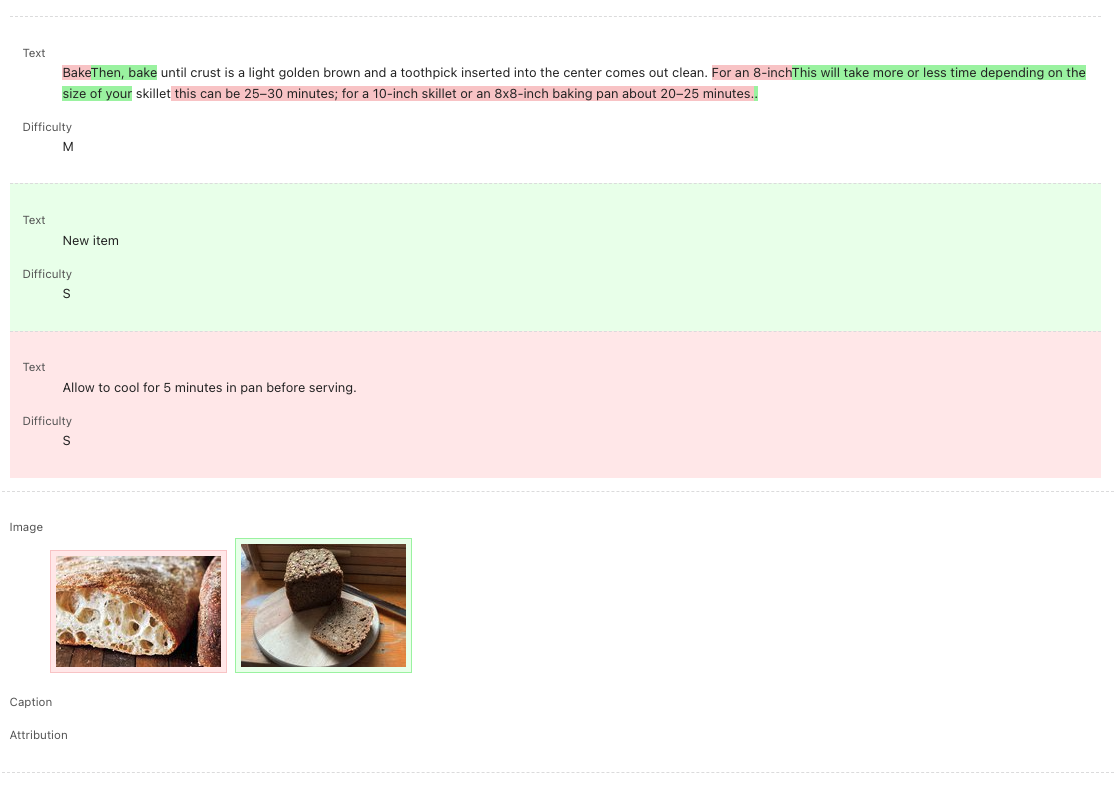 Text
BakeThen, bake until crust is a light golden brown and a toothpick inserted into the center comes out clean. For an 8-inchThis will take more or less time depending on the
size of your skillet this can be 25–30 minutes; for a 10-inch skillet or an 8x8-inch baking pan about 20–25 minutes..
Difficulty
M
Text
New item
Difficulty
S
Text
Allow to cool for 5 minutes in pan before serving.
Difficulty
S
Image
Caption
Attribution